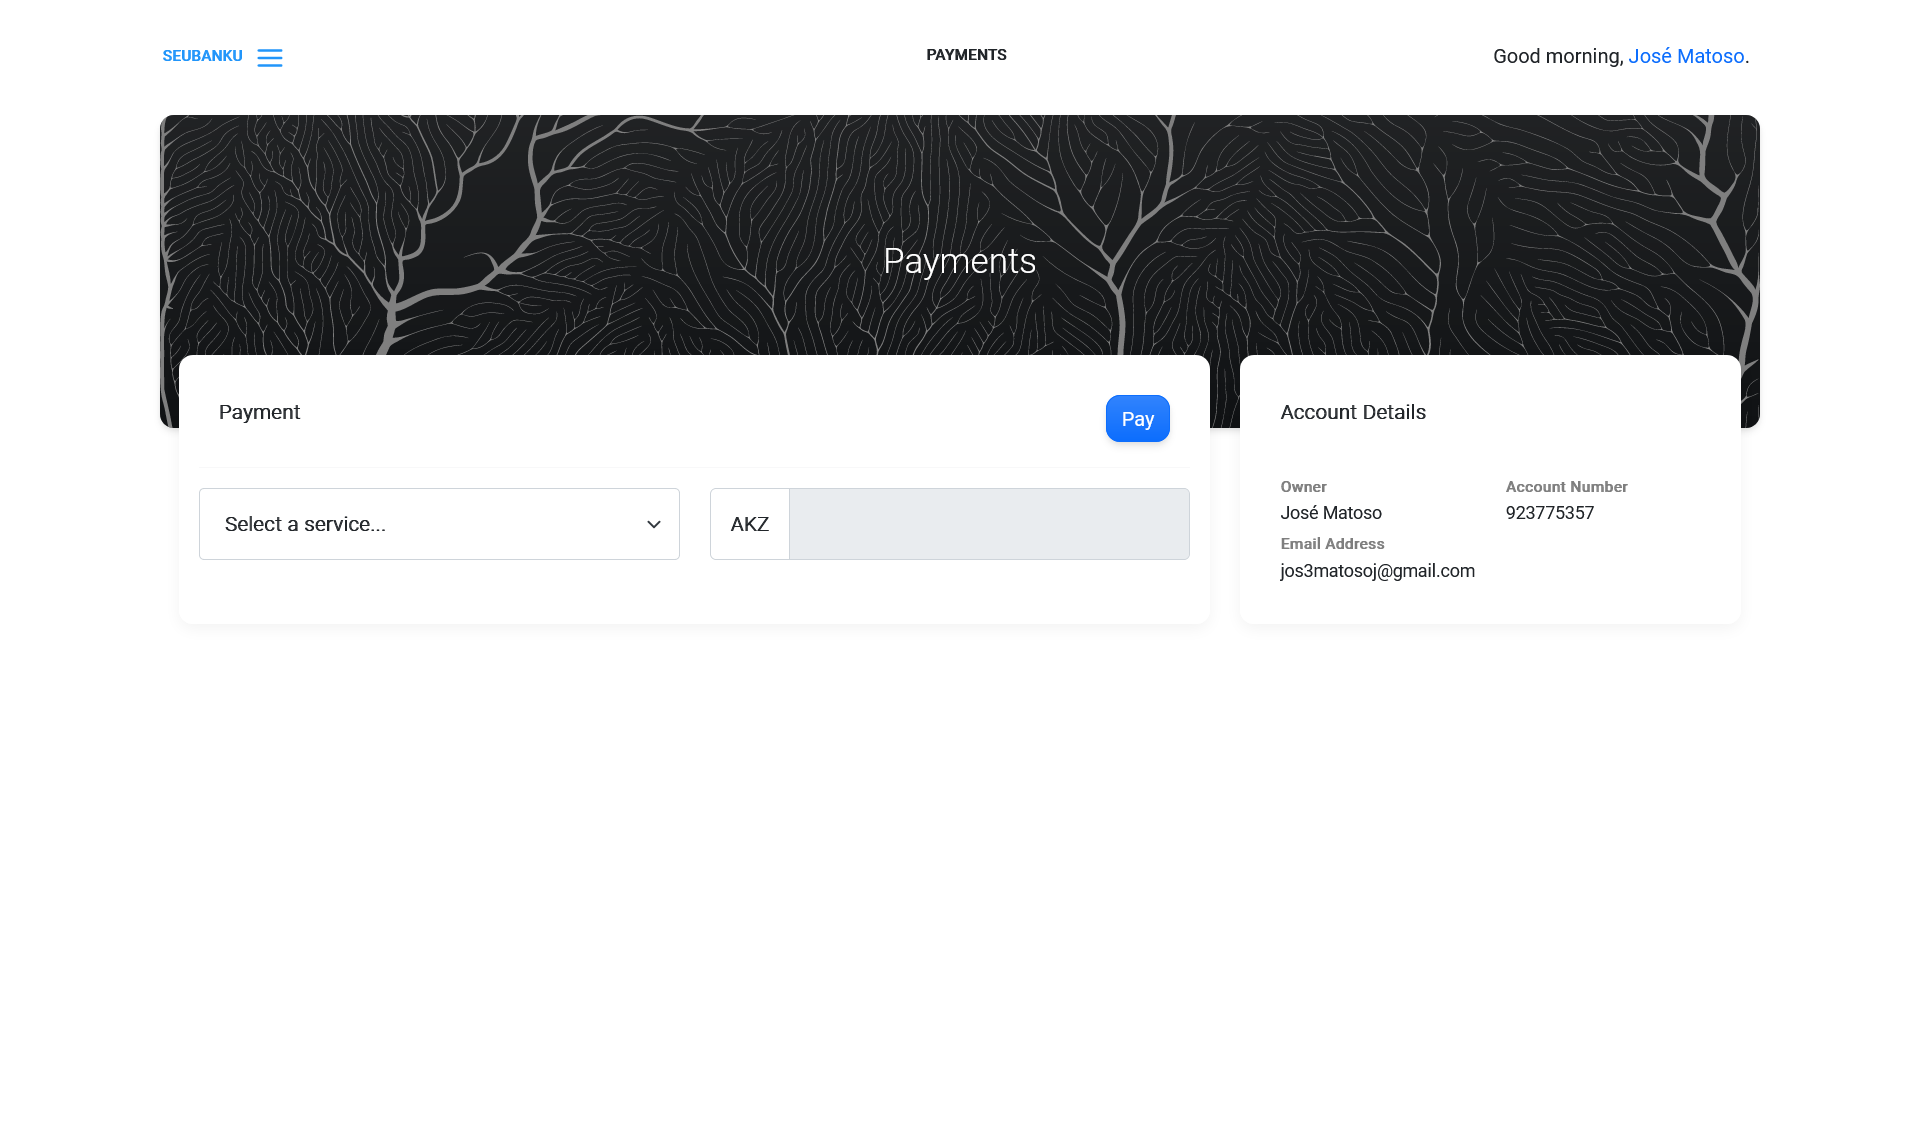 SEUBANKU
PAYMENTS
Good morning, José Matoso.
Payments
Payment
Pay
Select a service...
AKZ
Account Details
Owner
José Matoso
Account Number
923775357
Email Address
jos3matosoj@gmail.com